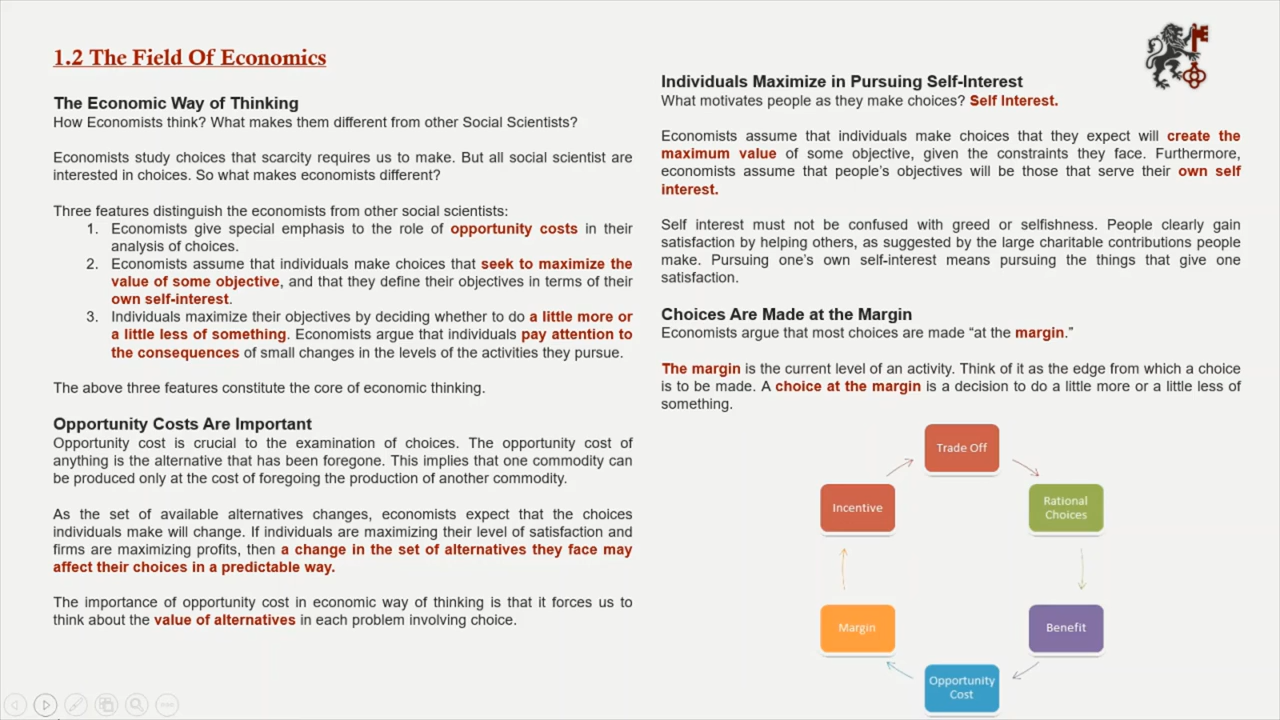 1.2 The Field Of Economics
The Economic Way of Thinking
How Economists think? What makes them different from other Social Scientists?
Economists study choices that scarcity requires us to make. But all social scientist are
interested in choices. So what makes economists different?
Three features distinguish the economists from other social scientists:
1. Economists give special emphasis to the role of opportunity costs in their
analysis of choices.
2. Economists assume that individuals make choices that seek to maximize the
value of some objective, and that they define their objectives in terms of their
own self-interest.
3. Individuals maximize their objectives by deciding whether to do a little more or
a little less of something. Economists argue that individuals pay attention to
the consequences of small changes in the levels of the activities they pursue.
The above three features constitute the core of economic thinking.
Opportunity Costs Are Important
Opportunity cost is crucial to the examination of choices. The opportunity cost of
anything is the alternative that has been foregone. This implies that one commodity can
be produced only at the cost of foregoing the production of another commodity.
As the set of available alternatives changes, economists expect that the choices
individuals make will change. If individuals are maximizing their level of satisfaction and
firms are maximizing profits, then a change in the set of alternatives they face may
affect their choices in a predictable way.
The importance of opportunity cost in economic way of thinking is that it forces us to
think about the value of alternatives in each problem involving choice.
Individuals Maximize in Pursuing Self-Interest
What motivates people as they make choices? Self Interest.
Economists assume that individuals make choices that they expect will create the
maximum value of some objective, given the constraints they face. Furthermore,
economists assume that people's objectives will be those that serve their own self
interest.
Self interest must not be confused with greed or selfishness. People clearly gain
satisfaction by helping others, as suggested by the large charitable contributions people
make. Pursuing one's own self-interest means pursuing the things that give one
satisfaction.
Choices Are Made at the Margin
Economists argue that most choices are made “at the margin.”
The margin is the current level of an activity. Think of it as the edge from which a choice
is to be made. A choice at the margin is a decision to do a little more or a little less of
something.
Trade Off
Rational
Choices
Benefit
Opportunity
Cost
Margin
Incentive